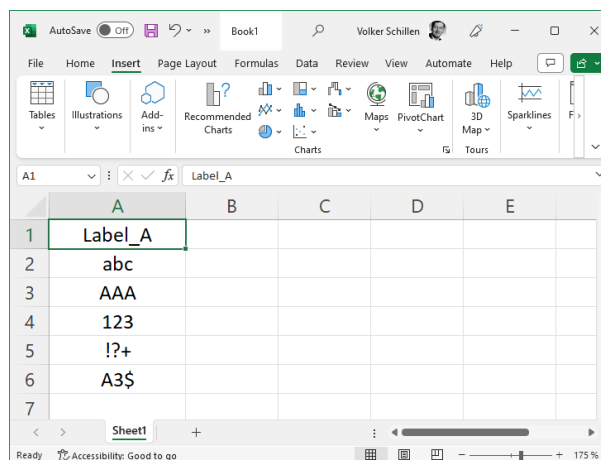 AutoSave Off Book1 Volker Schillen
File Home Insert Page Layout Formulas Data Review View Automate Help
Tables Illustrations Add-ins Recommended Charts Maps PivotChart 3D Map Sparklines
Charts Tours
A1 fx Label_A
A B C D E
1 Label_A
2 abc
3 AAA
4 123
5 !?+
6 A3$
7
Sheet1
Ready Accessibility: Good to go 175 %